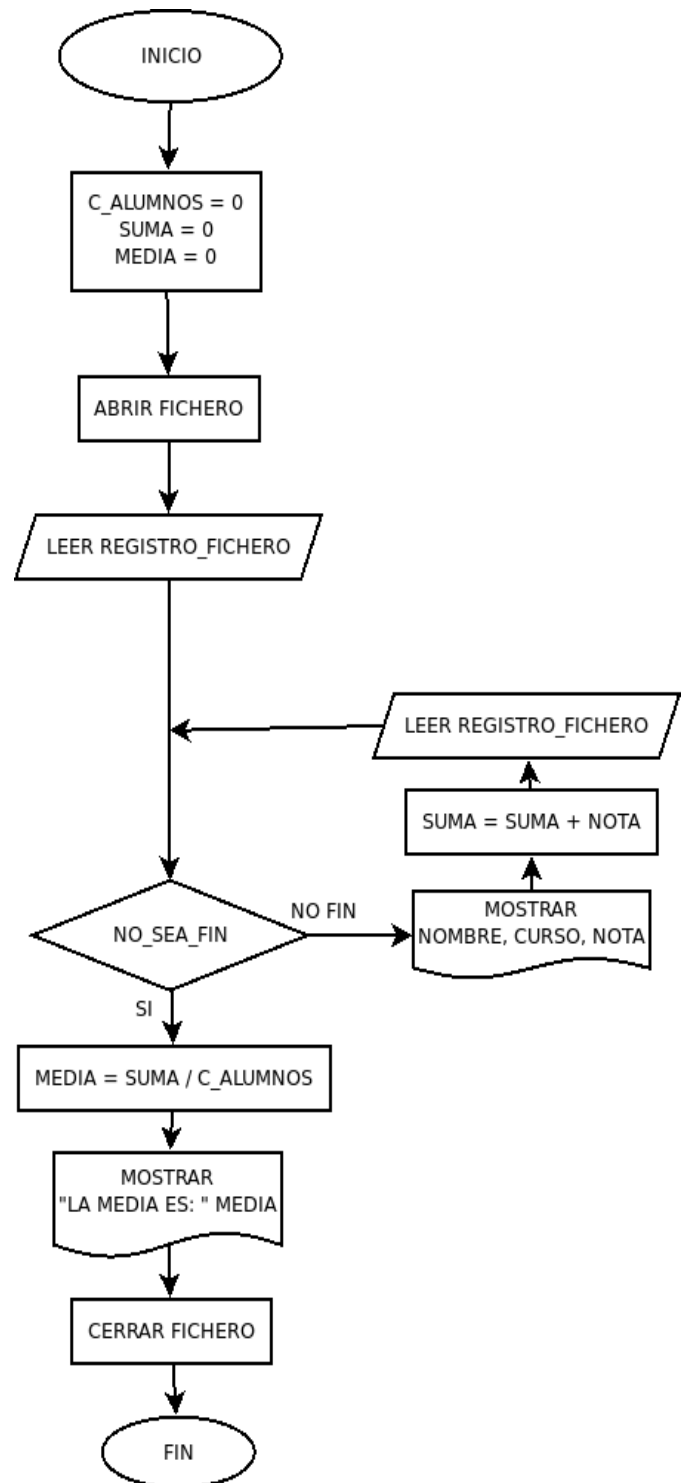 INICIO
C_ALUMNOS = 0
SUMA = 0
MEDIA = 0
ABRIR FICHERO
LEER REGISTRO_FICHERO
LEER REGISTRO_FICHERO
SUMA = SUMA + NOTA
MOSTRAR
NOMBRE, CURSO, NOTA
NO FIN
NO_SEA_FIN
SI
MEDIA = SUMA / C_ALUMNOS
MOSTRAR
"LA MEDIA ES: " MEDIA
CERRAR FICHERO
FIN